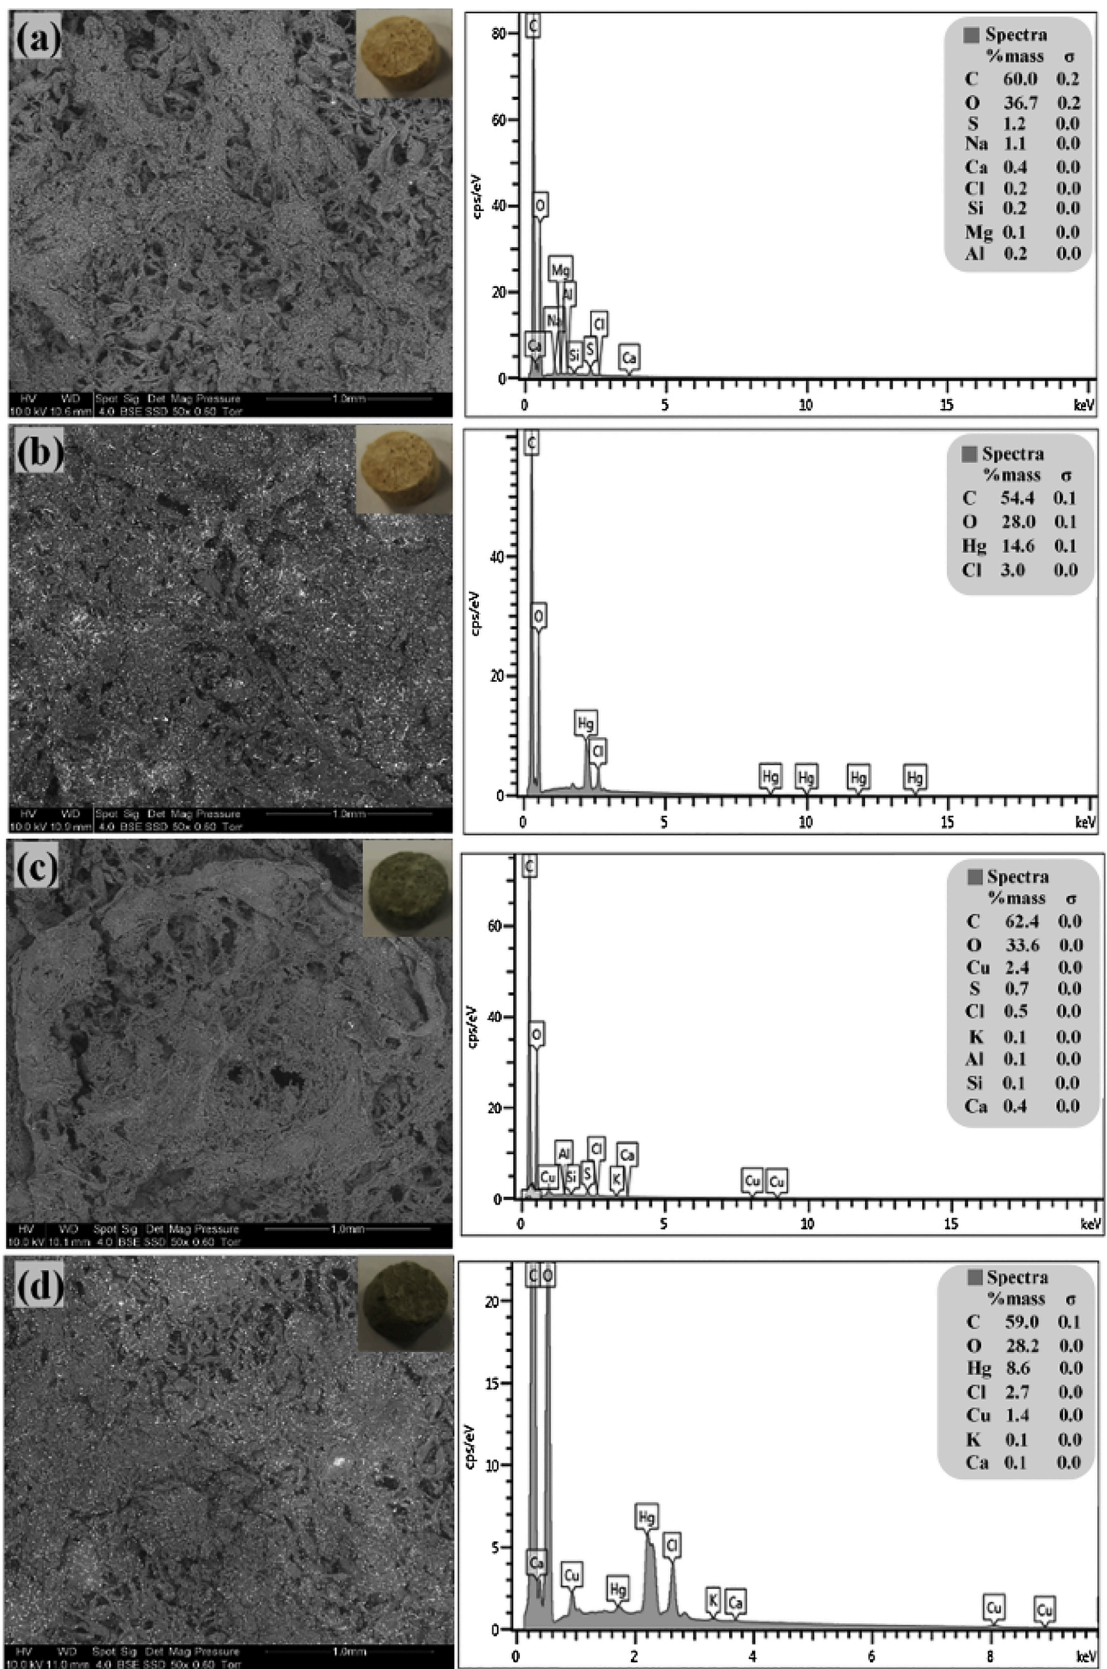 (a)
HV WD Spot Sig Det Mag Pressure 1.0mm
10.0 kV 10.6 mm 4.0 BSE SSD 50x 0.60 Torr
C
O
Mg
Al
Na
Cl
Ca
Si
S
Ca
80
60
40
20
0
cps/eV
0 5 10 15 keV
Spectra
%mass σ
C 60.0 0.2
O 36.7 0.2
S 1.2 0.0
Na 1.1 0.0
Ca 0.4 0.0
Cl 0.2 0.0
Si 0.2 0.0
Mg 0.1 0.0
Al 0.2 0.0
(b)
HV WD Spot Sig Det Mag Pressure 1.0mm
10.0 kV 10.9 mm 4.0 BSE SSD 50x 0.60 Torr
C
O
Hg
Cl
Hg Hg Hg Hg
40
20
0
cps/eV
0 5 10 15 keV
Spectra
%mass σ
C 54.4 0.1
O 28.0 0.1
Hg 14.6 0.1
Cl 3.0 0.0
(c)
HV WD Spot Sig Det Mag Pressure 1.0mm
10.0 kV 10.1 mm 4.0 BSE SSD 50x 0.60 Torr
C
O
Cl
Al
Ca
Cu
Si
S
K
Cu Cu
60
40
20
0
cps/eV
0 5 10 15 keV
Spectra
%mass σ
C 62.4 0.0
O 33.6 0.0
Cu 2.4 0.0
S 0.7 0.0
Cl 0.5 0.0
K 0.1 0.0
Al 0.1 0.0
Si 0.1 0.0
Ca 0.4 0.0
(d)
HV WD Spot Sig Det Mag Pressure 1.0mm
10.0 kV 11.0 mm 4.0 BSE SSD 50x 0.60 Torr
C O
Hg
Cl
Ca
Cu
Hg
K
Ca
Cu Cu
20
15
10
5
0
cps/eV
0 2 4 6 8 keV
Spectra
%mass σ
C 59.0 0.1
O 28.2 0.0
Hg 8.6 0.0
Cl 2.7 0.0
Cu 1.4 0.0
K 0.1 0.0
Ca 0.1 0.0